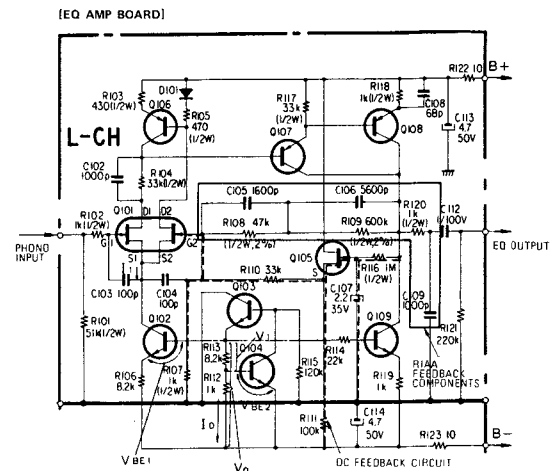 [EQ AMP BOARD]
B+
R122 10
R103
430(1/2W)
D101
Q106
R105
470
(1/2W)
R117
33k
(1/2W)
R118
1k(1/2W)
C108
68p
C113
4.7
50V
L-CH
Q107
Q108
C102
1000p
R104
33k(1/2W)
C105 1600p
C106 5600p
R120
1k
(1/2W)
C112
1/100V
Q101
D1
D2
R102
1k(1/2W)
R108 47k
(1/2W,2%)
R109 600k
(1/2W,2%)
PHONO
INPUT
G1
G2
S1
S2
EQ OUTPUT
Q105
S
R116 1M
(1/2W)
R110 33k
C103
100p
C104
100p
C107
2.2
35V
C109
1000p
R121
220k
Q103
Q102
Q109
R101
51k(1/2W)
V1
R113
8.2k
Q104
R114
22k
RIAA
FEEDBACK
COMPONENTS
R106
8.2k
R107
1k
(1/2W)
R112
1k
R115
120k
R119
1k
VBE2
R111
100k
C114
4.7
50V
I0
VBE1
V0
R123 10
B-
DC FEEDBACK CIRCUIT